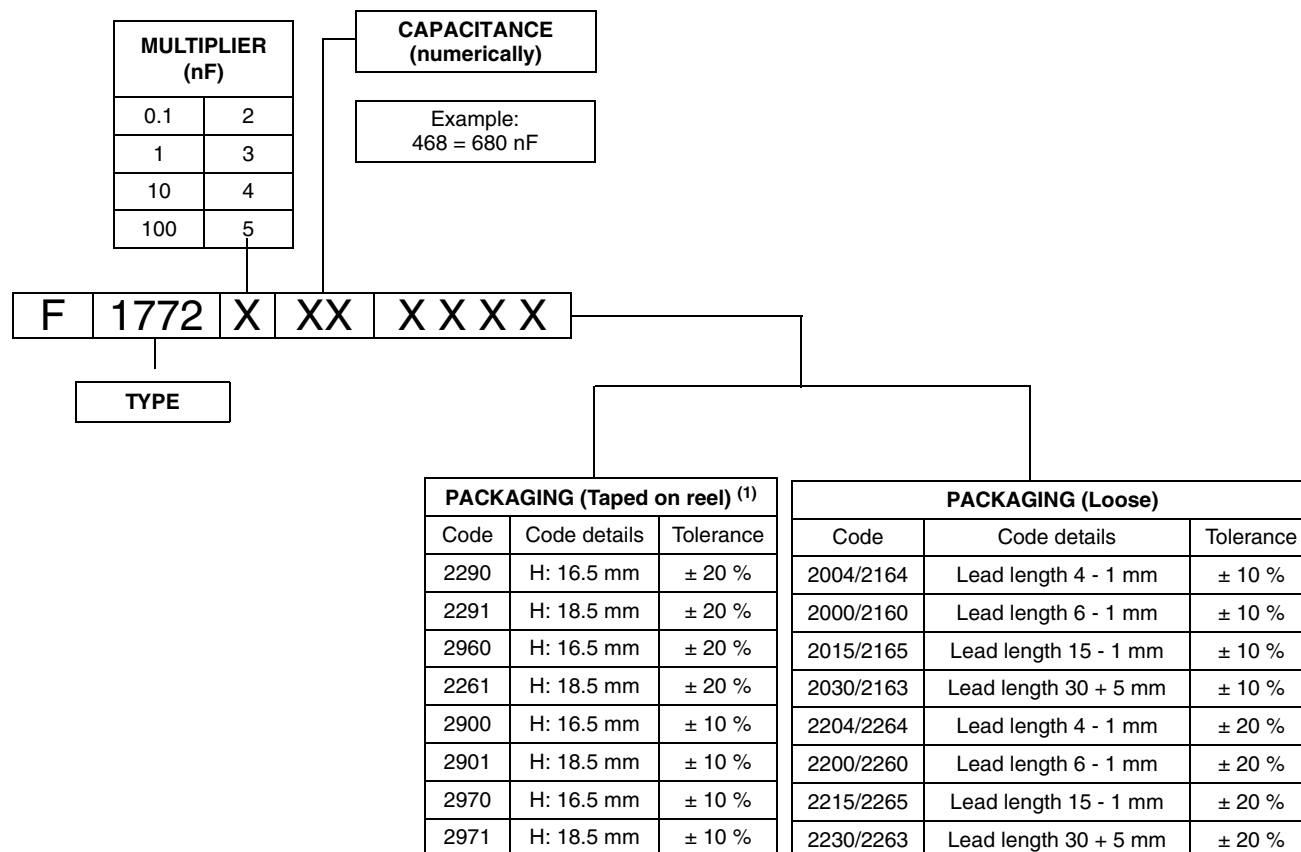 MULTIPLIER
(nF)
0.1 2
1 3
10 4
100 5
CAPACITANCE
(numerically)
Example:
468 = 680 nF
F 1772 X XX X X X X
TYPE
PACKAGING (Taped on reel) (1)
Code Code details Tolerance
2290 H: 16.5 mm ± 20 %
2291 H: 18.5 mm ± 20 %
2960 H: 16.5 mm ± 20 %
2261 H: 18.5 mm ± 20 %
2900 H: 16.5 mm ± 10 %
2901 H: 18.5 mm ± 10 %
2970 H: 16.5 mm ± 10 %
2971 H: 18.5 mm ± 10 %
PACKAGING (Loose)
Code Code details Tolerance
2004/2164 Lead length 4 - 1 mm ± 10 %
2000/2160 Lead length 6 - 1 mm ± 10 %
2015/2165 Lead length 15 - 1 mm ± 10 %
2030/2163 Lead length 30 + 5 mm ± 10 %
2204/2264 Lead length 4 - 1 mm ± 20 %
2200/2260 Lead length 6 - 1 mm ± 20 %
2215/2265 Lead length 15 - 1 mm ± 20 %
2230/2263 Lead length 30 + 5 mm ± 20 %